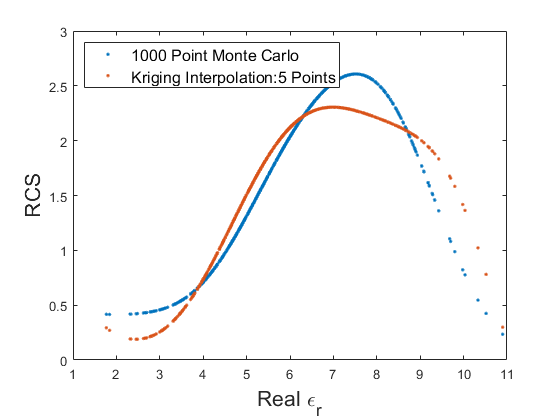 3
2.5
2
1.5
1
0.5
0
RCS
1000 Point Monte Carlo
Kriging Interpolation:5 Points
1 2 3 4 5 6 7 8 9 10 11
Real ϵr